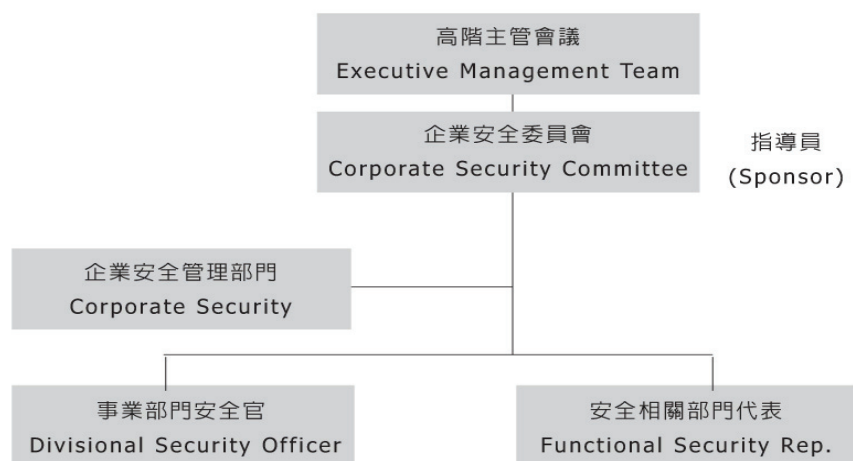 高階主管會議
Executive Management Team
企業安全委員會
Corporate Security Committee
指導員
(Sponsor)
企業安全管理部門
Corporate Security
事業部門安全官
Divisional Security Officer
安全相關部門代表
Functional Security Rep.